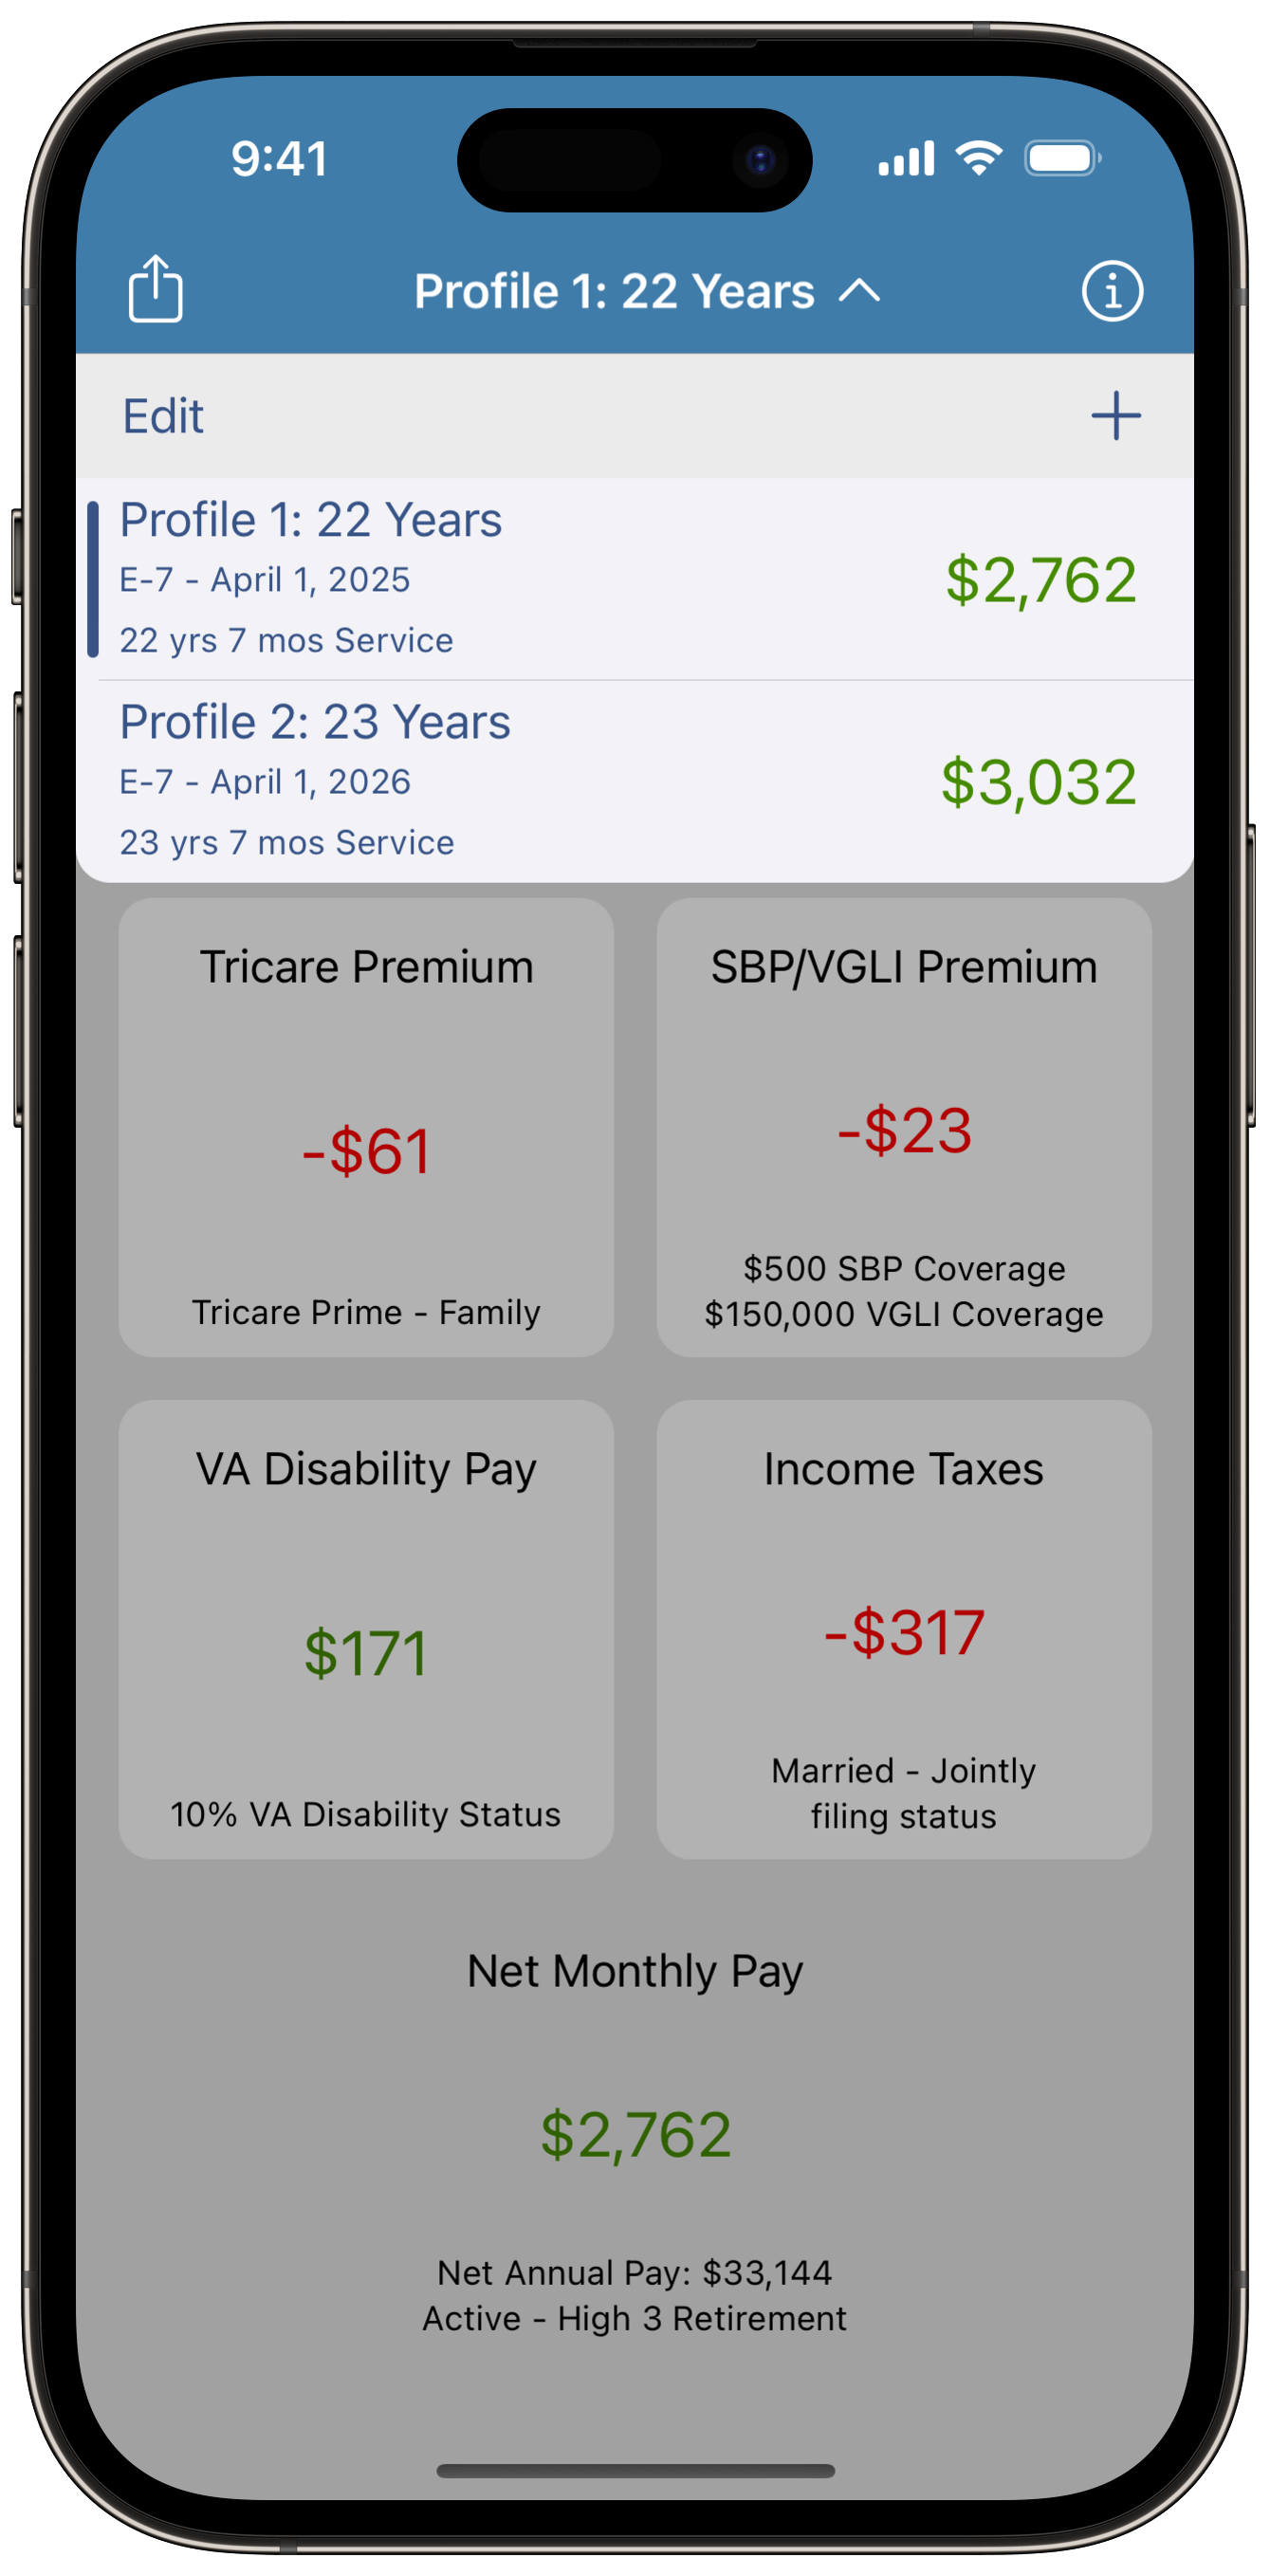 9:41
Profile 1: 22 Years
Edit
Profile 1: 22 Years
E-7 - April 1, 2025
22 yrs 7 mos Service
$2,762
Profile 2: 23 Years
E-7 - April 1, 2026
23 yrs 7 mos Service
$3,032
Tricare Premium
-$61
Tricare Prime - Family
SBP/VGLI Premium
-$23
$500 SBP Coverage
$150,000 VGLI Coverage
VA Disability Pay
$171
10% VA Disability Status
Income Taxes
-$317
Married - Jointly
filing status
Net Monthly Pay
$2,762
Net Annual Pay: $33,144
Active - High 3 Retirement